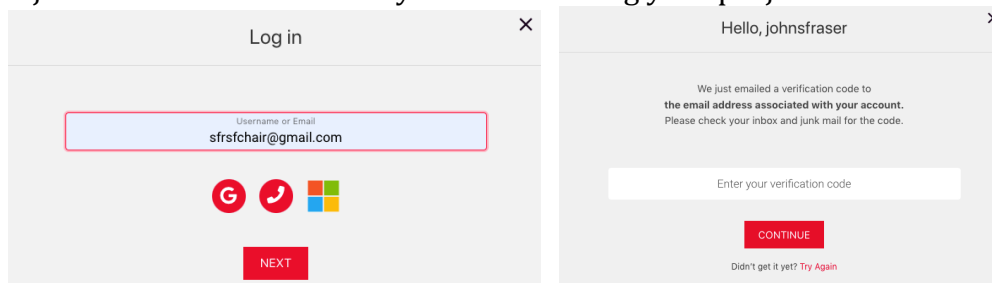 Log in
Username or Email
sfrsfchair@gmail.com
G
NEXT
Hello, johnsfraser
We just emailed a verification code to
the email address associated with your account.
Please check your inbox and junk mail for the code.
Enter your verification code
CONTINUE
Didn't get it yet? Try Again